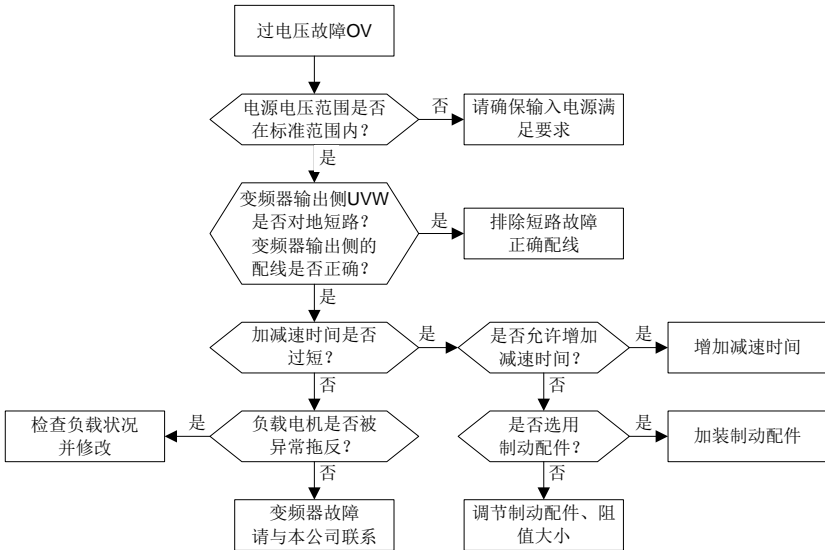 过电压故障OV
电源电压范围是否
在标准范围内？
否
请确保输入电源满
足要求
是
变频器输出侧UVW
是否对地短路？
变频器输出侧的
配线是否正确？
是
排除短路故障
正确配线
是
加减速时间是否
过短？
是
是否允许增加
减速时间？
是
增加减速时间
否
否
检查负载状况
并修改
是
负载电机是否被
异常拖反？
是否选用
制动配件？
是
加装制动配件
否
否
变频器故障
请与本公司联系
调节制动配件、阻
值大小